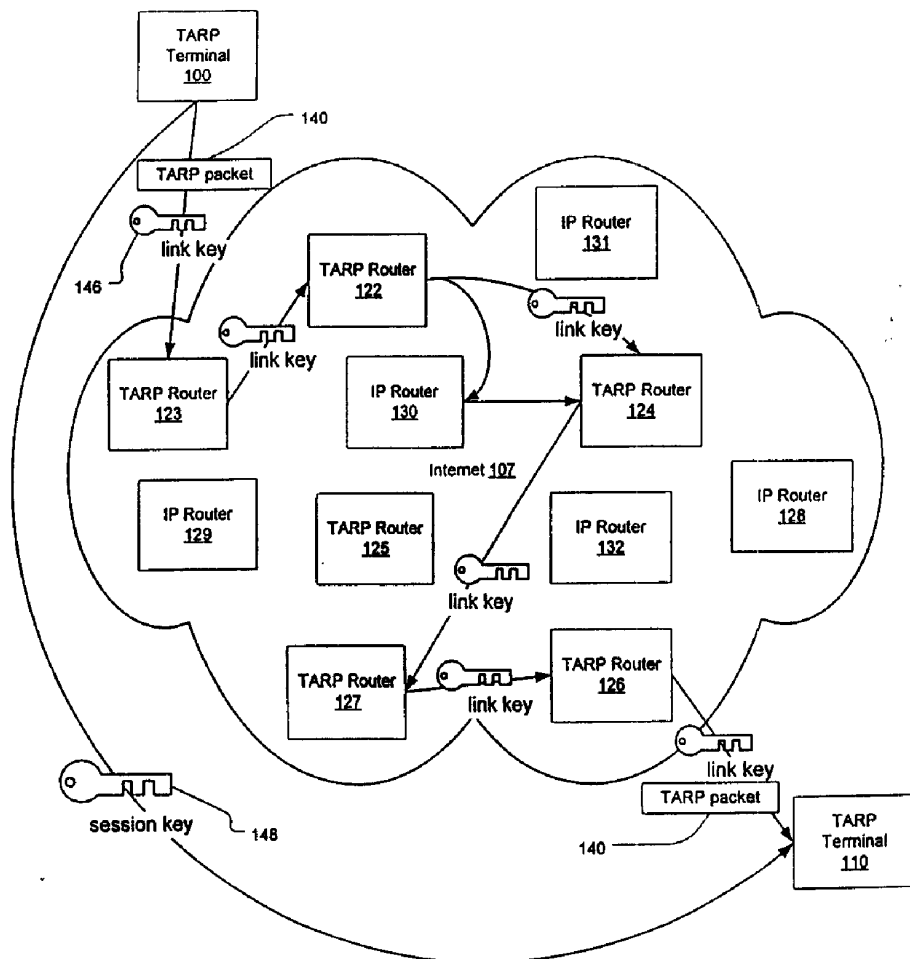 TARP
Terminal
100
140
TARP packet
link key
146
IP Router
131
TARP Router
122
link key
link key
TARP Router
123
IP Router
130
TARP Router
124
Internet 107
IP Router
129
TARP Router
125
IP Router
132
IP Router
128
link key
TARP Router
127
link key
TARP Router
126
link key
TARP packet
session key
148
140
TARP
Terminal
110